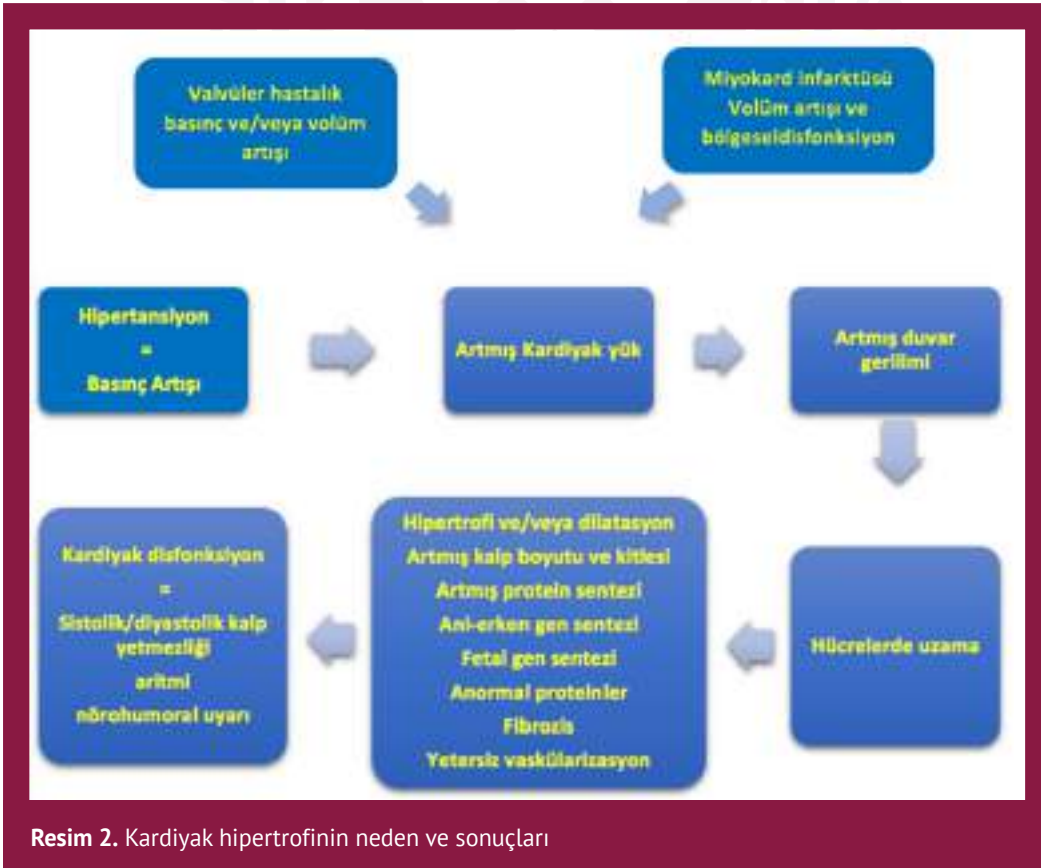 Valvüler hastalık
basınç ve/veya volüm
artışı
Miyokard infarktüsü
Volüm artışı ve
bölgeseldisfonksiyon
Hipertansiyon
=
Basınç Artışı
Artmış Kardiyak yük
Artmış duvar
gerilimi
Kardiyak disfonksiyon
=
Sistolik/diyastolik kalp
yetmezliği
aritmi
nörohumoral uyarı
Hipertrofi ve/veya dilatasyon
Artmış kalp boyutu ve kitlesi
Artmış protein sentezi
Ani-erken gen sentezi
Fetal gen sentezi
Anormal proteinler
Fibrozis
Yetersiz vaskülarizasyon
Hücrelerde uzama
Resim 2. Kardiyak hipertrofinin neden ve sonuçları